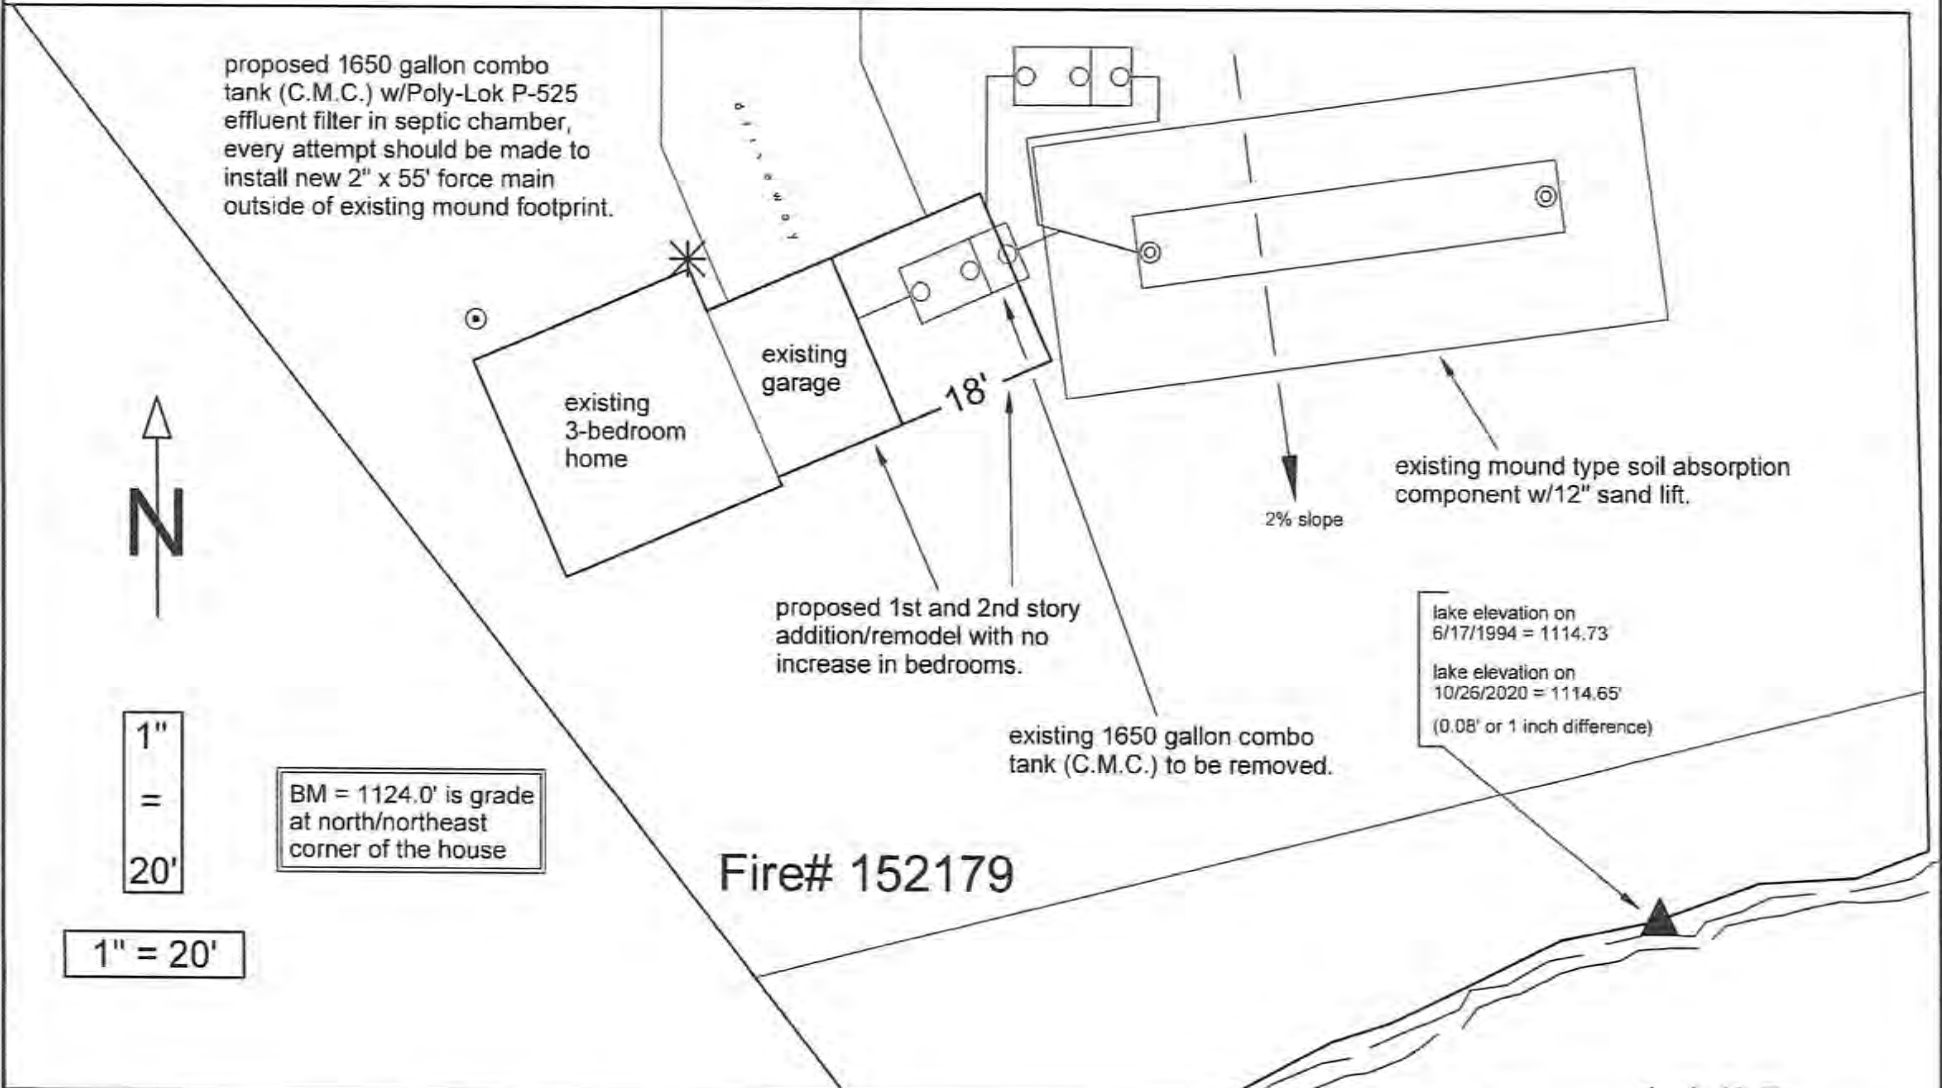 proposed 1650 gallon combo
tank (C.M.C.) w/Poly-Lok P-525
effluent filter in septic chamber,
every attempt should be made to
install new 2" x 55' force main
outside of existing mound footprint.
driveway
existing
garage
existing
3-bedroom
home
18'
existing mound type soil absorption
component w/12" sand lift.
2% slope
N
proposed 1st and 2nd story
addition/remodel with no
increase in bedrooms.
lake elevation on
6/17/1994 = 1114.73'
lake elevation on
10/26/2020 = 1114.65'
(0.08' or 1 inch difference)
existing 1650 gallon combo
tank (C.M.C.) to be removed.
1"
=
20'
BM = 1124.0' is grade
at north/northeast
corner of the house
Fire# 152179
1" = 20'